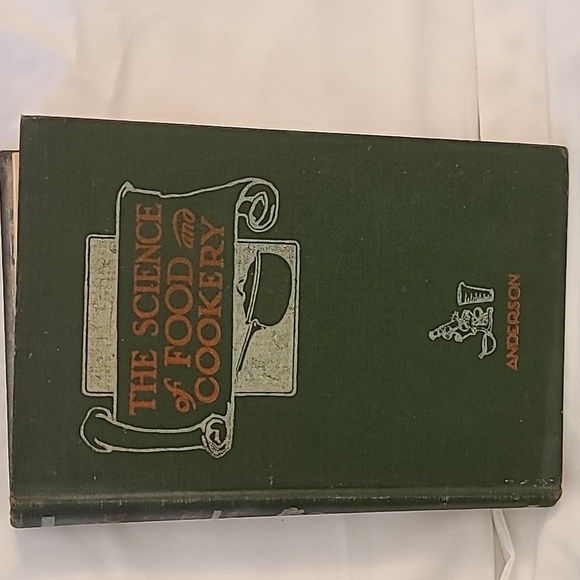 THE SCIENCE
of FOOD and
COOKERY
ANDERSON